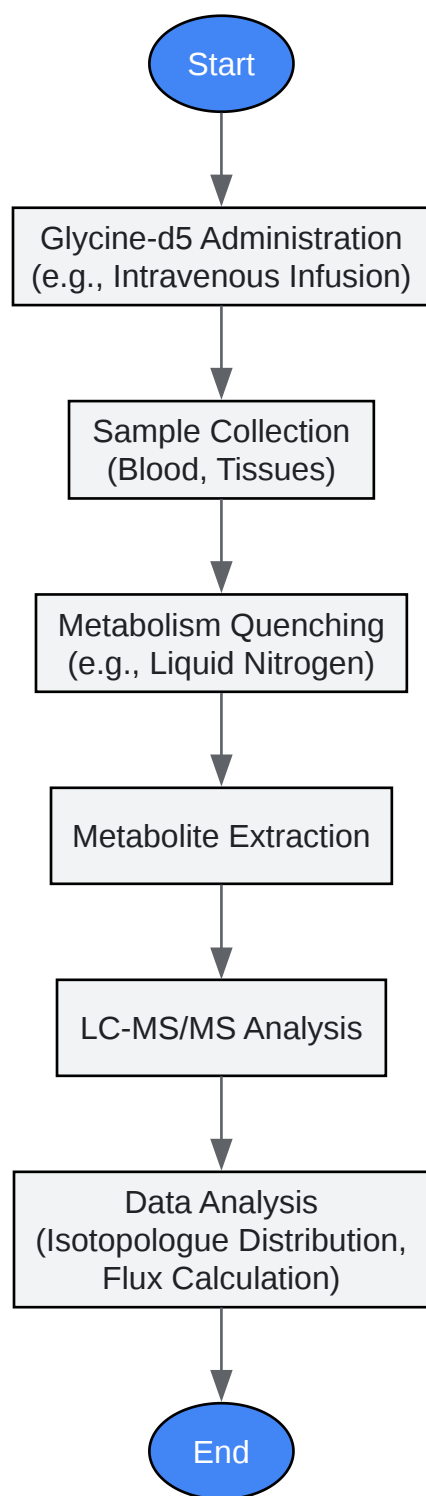 Start
Glycine-d5 Administration
(e.g., Intravenous Infusion)
Sample Collection
(Blood, Tissues)
Metabolism Quenching
(e.g., Liquid Nitrogen)
Metabolite Extraction
LC-MS/MS Analysis
Data Analysis
(Isotopologue Distribution,
Flux Calculation)
End